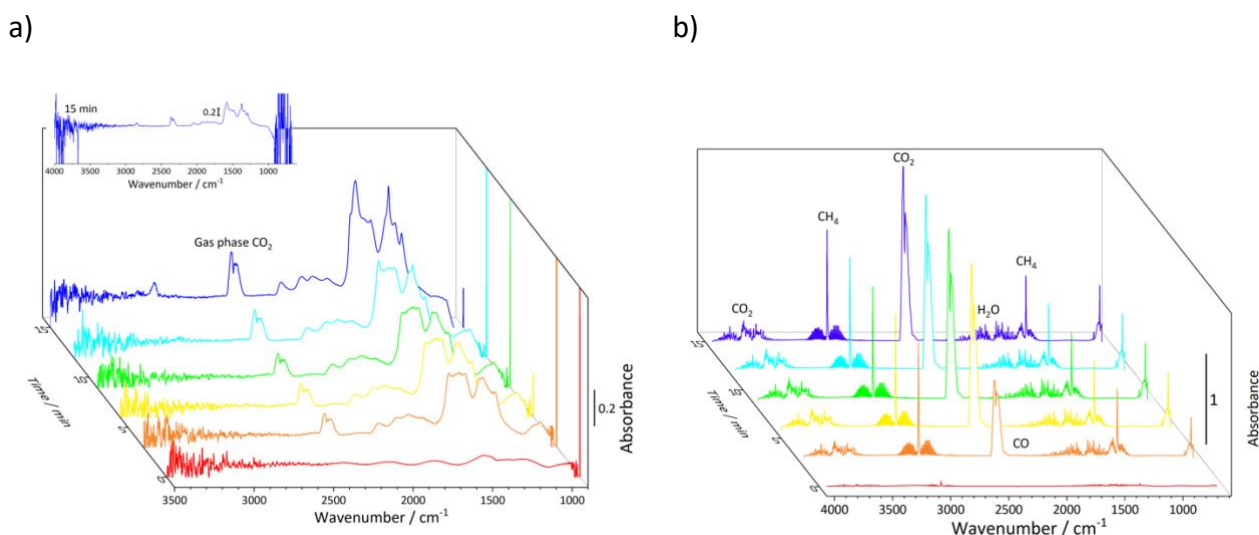 a)
b)
15 min
0.2
4000 3500 3000 2500 2000 1500 1000
Wavenumber / cm⁻¹
Gas phase CO₂
15
10
5
0
Time / min
0.2
Absorbance
3500 3000 2500 2000 1500 1000
Wavenumber / cm⁻¹
CO₂
CH₄
CH₄
CO₂
H₂O
CO
15
10
5
0
Time / min
1
Absorbance
4000 3500 3000 2500 2000 1500 1000
Wavenumber / cm⁻¹